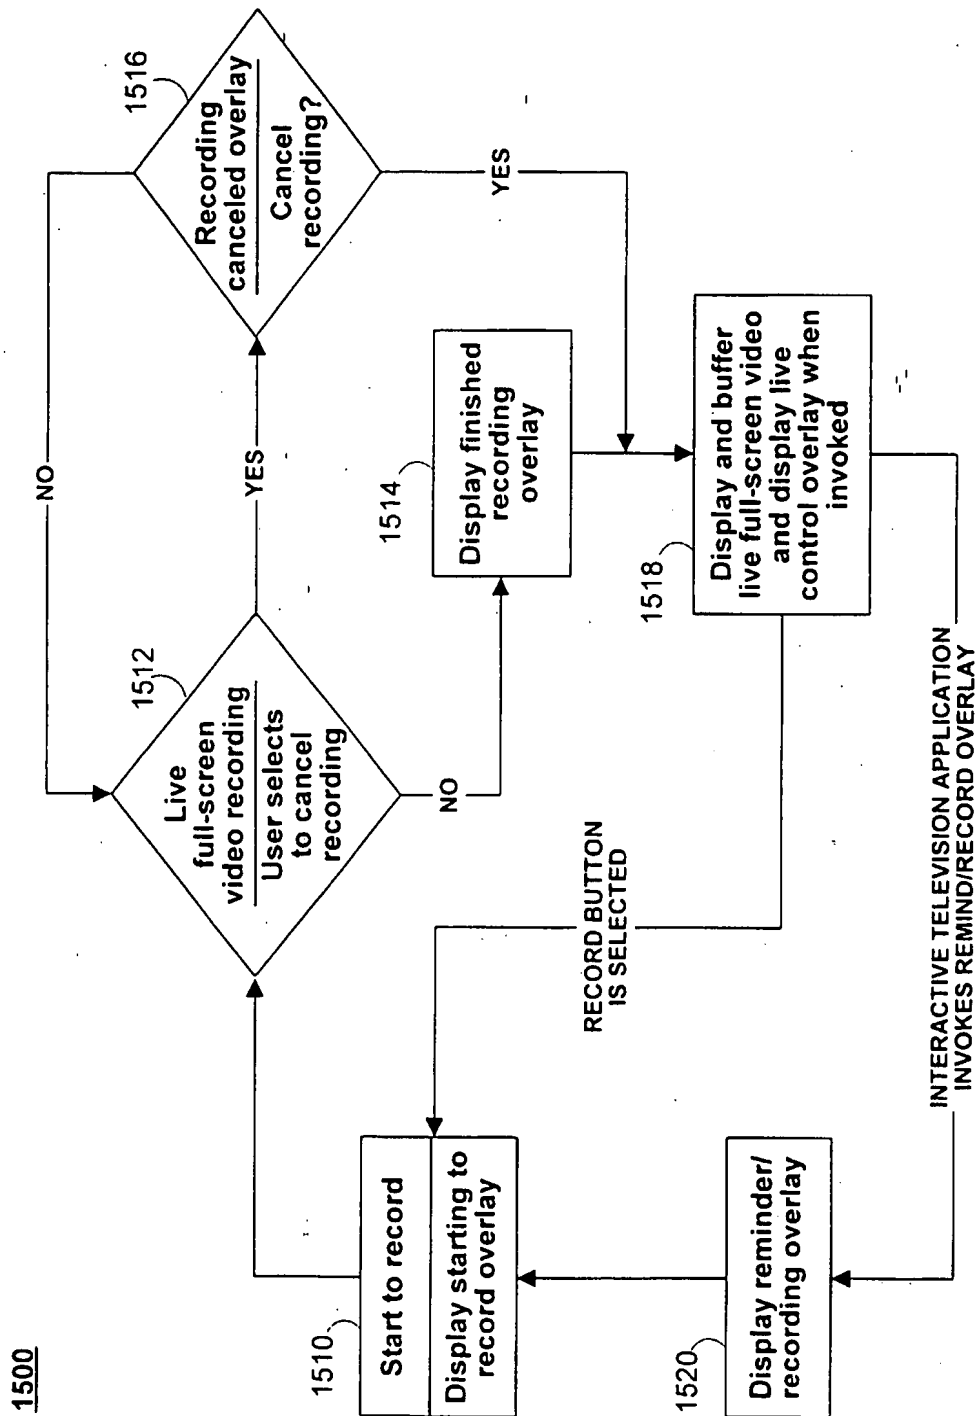 1500
1510
Start to record
Display starting to
record overlay
1520
Display reminder/
recording overlay
1512
Live
full-screen
video recording
User selects
to cancel
recording
NO
YES
NO
1516
Recording
canceled overlay
Cancel
recording?
YES
1514
Display finished
recording
overlay
1518
Display and buffer
live full-screen video
and display live
control overlay when
invoked
RECORD BUTTON
IS SELECTED
INTERACTIVE TELEVISION APPLICATION
INVOKES REMIND/RECORD OVERLAY